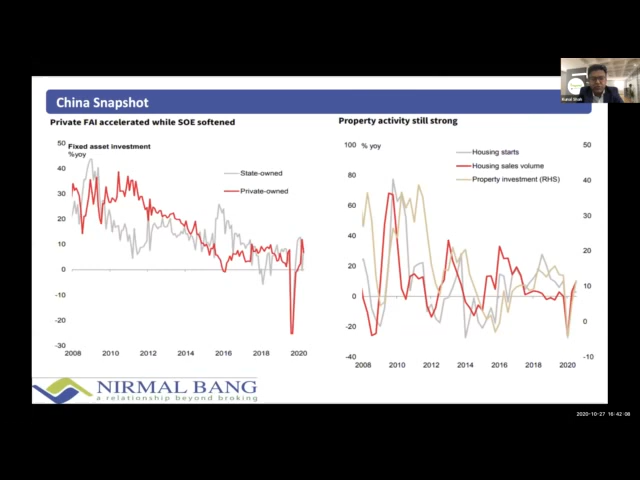 China Snapshot
Private FAI accelerated while SOE softened
Fixed asset investment
%yoy
State-owned
Private-owned
50
40
30
20
10
0
-10
-20
-30
2008 2010 2012 2014 2016 2018 2020
Property activity still strong
% yoy
Housing starts
Housing sales volume
Property investment (RHS)
100
80
60
40
20
0
-20
-40
50
40
30
20
10
0
-10
2008 2010 2012 2014 2016 2018 2020
NIRMAL BANG
a relationship beyond broking
Kunal Shah
2020-10-27 16:42:08